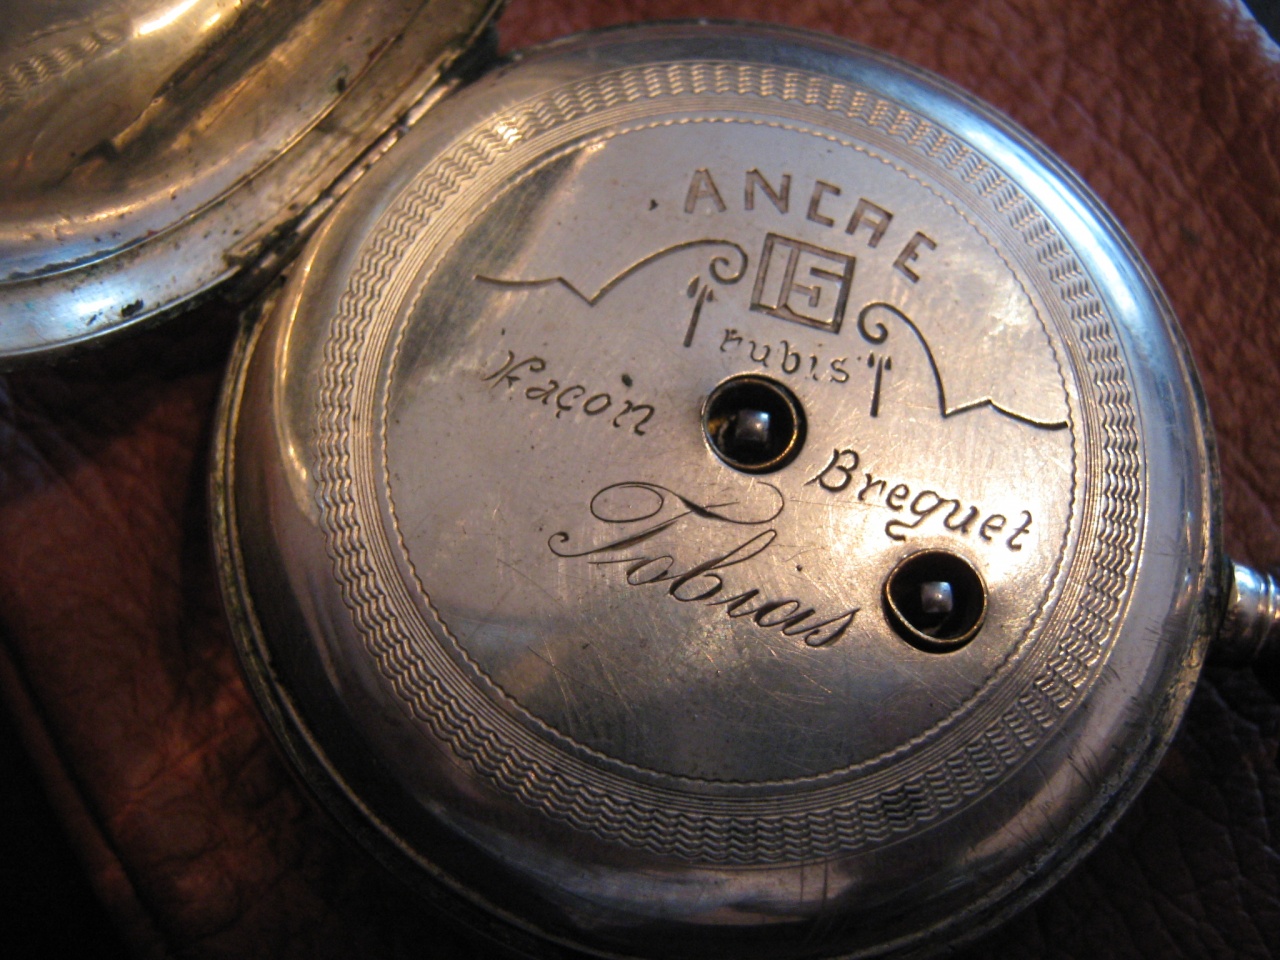 ANCRE
15
rubis
Façon
Breguet
Tobias